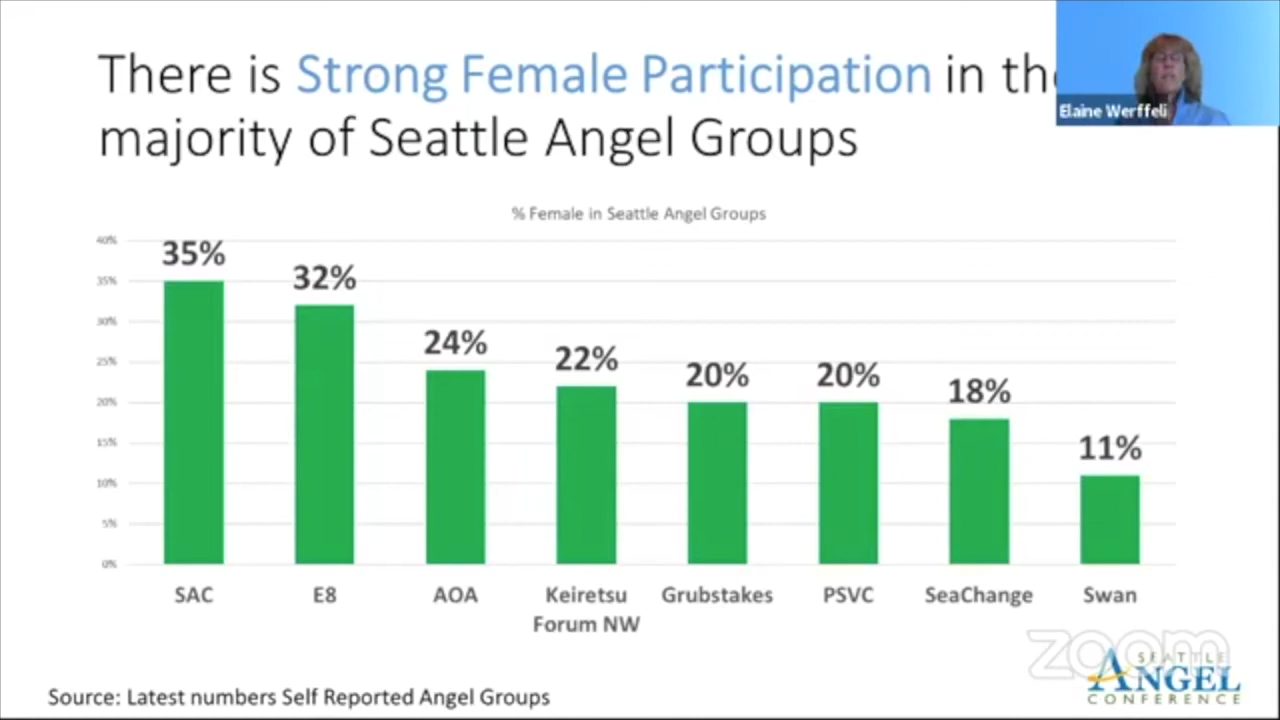 There is Strong Female Participation in the
majority of Seattle Angel Groups
Elaine Werffeli
% Female in Seattle Angel Groups
40%
35%
30%
25%
20%
15%
10%
5%
0%
35%
32%
24%
22%
20%
20%
18%
11%
SAC
E8
AOA
Keiretsu
Forum NW
Grubstakes
PSVC
SeaChange
Swan
Source: Latest numbers Self Reported Angel Groups
zoom
SEATTLE
ANGEL
CONFERENCE